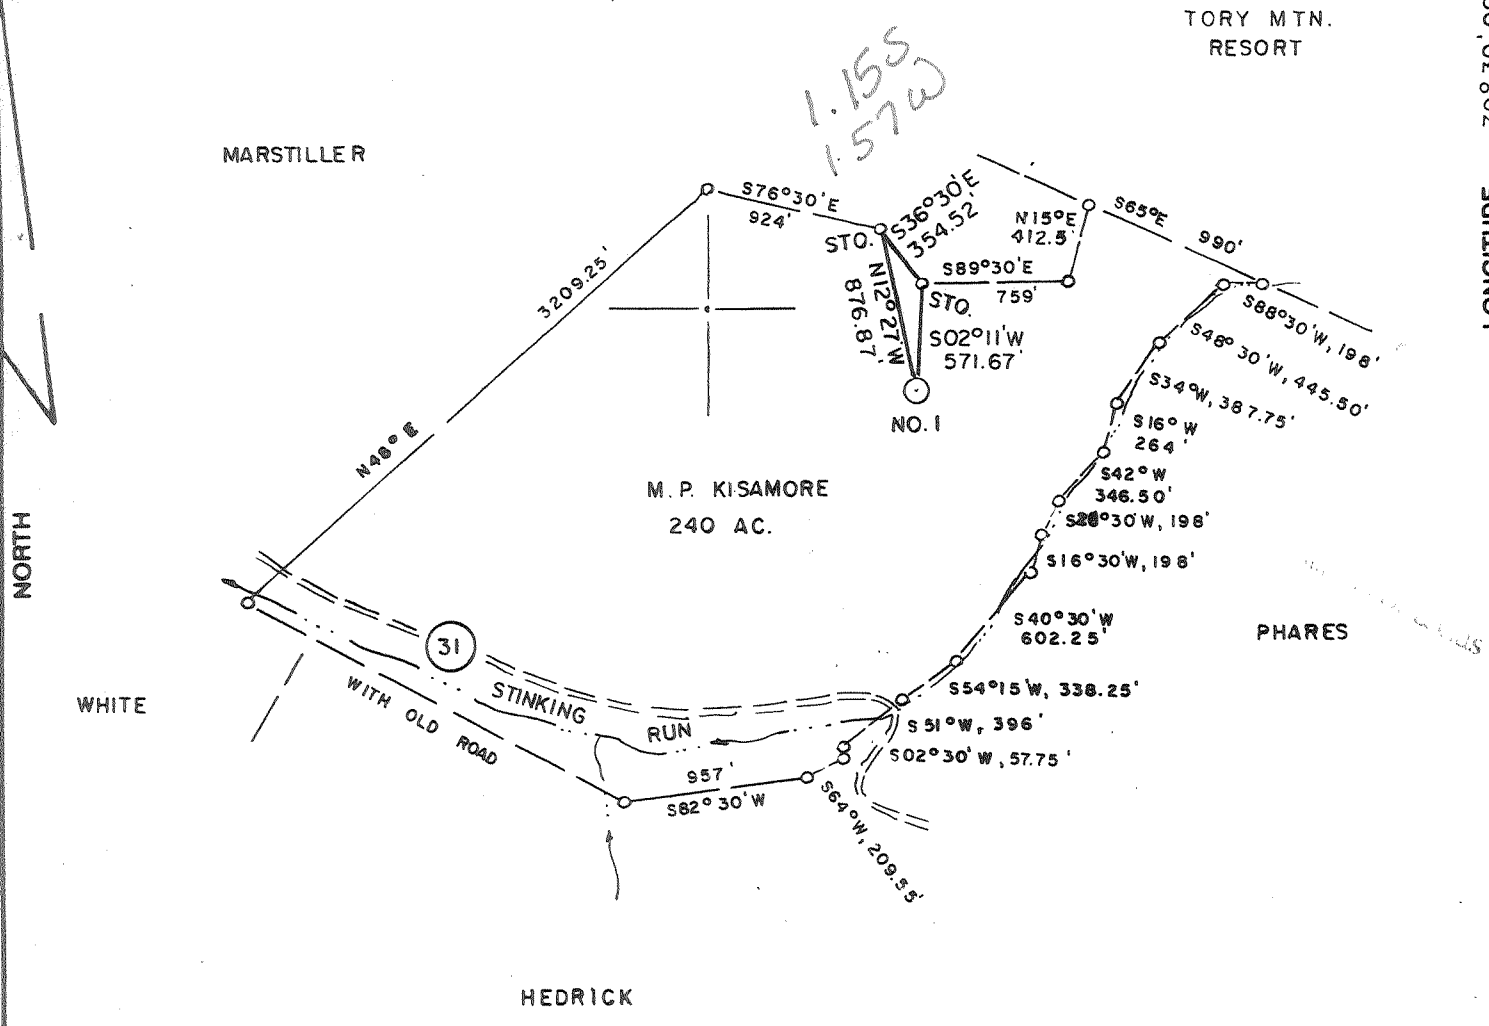 TORY MTN.
RESORT
1.15S
1.57W
MARSTILLER
S76°30'E
924'
S36°30'E
354.52'
STO.
N15°E
412.5'
S65°E
990'
S89°30'E
759'
STO.
N12°27'W
876.87'
S02°11'W
571.67'
NO. 1
3209.25'
N48°E
S88°30'W, 198'
S48°30'W, 445.50'
S34°W, 387.75'
S16°W
264'
S42°W
346.50'
30'W, 198'
S16°30'W, 198'
S40°30'W
602.25'
S54°15'W, 338.25'
S51°W, 396'
S02°30'W, 57.75'
S64°W, 209.55'
M. P. KISAMORE
240 AC.
NORTH
PHARES
WHITE
31
STINKING RUN
WITH OLD ROAD
957'
S82°30'W
HEDRICK
LONGITUDE